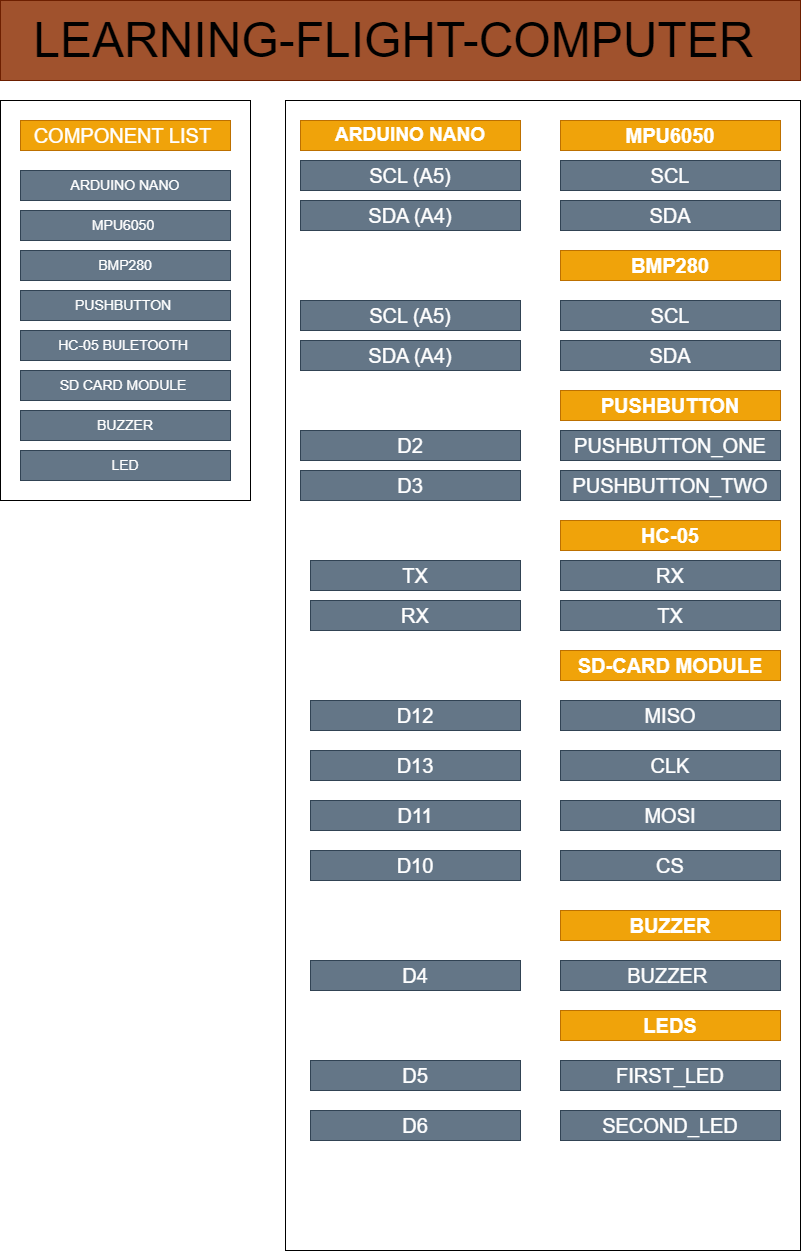 LEARNING-FLIGHT-COMPUTER
COMPONENT LIST
ARDUINO NANO
MPU6050
BMP280
PUSHBUTTON
HC-05 BULETOOTH
SD CARD MODULE
BUZZER
LED
ARDUINO NANO MPU6050
SCL (A5) SCL
SDA (A4) SDA
BMP280
SCL (A5) SCL
SDA (A4) SDA
PUSHBUTTON
D2 PUSHBUTTON_ONE
D3 PUSHBUTTON_TWO
HC-05
TX RX
RX TX
SD-CARD MODULE
D12 MISO
D13 CLK
D11 MOSI
D10 CS
BUZZER
D4 BUZZER
LEDS
D5 FIRST_LED
D6 SECOND_LED